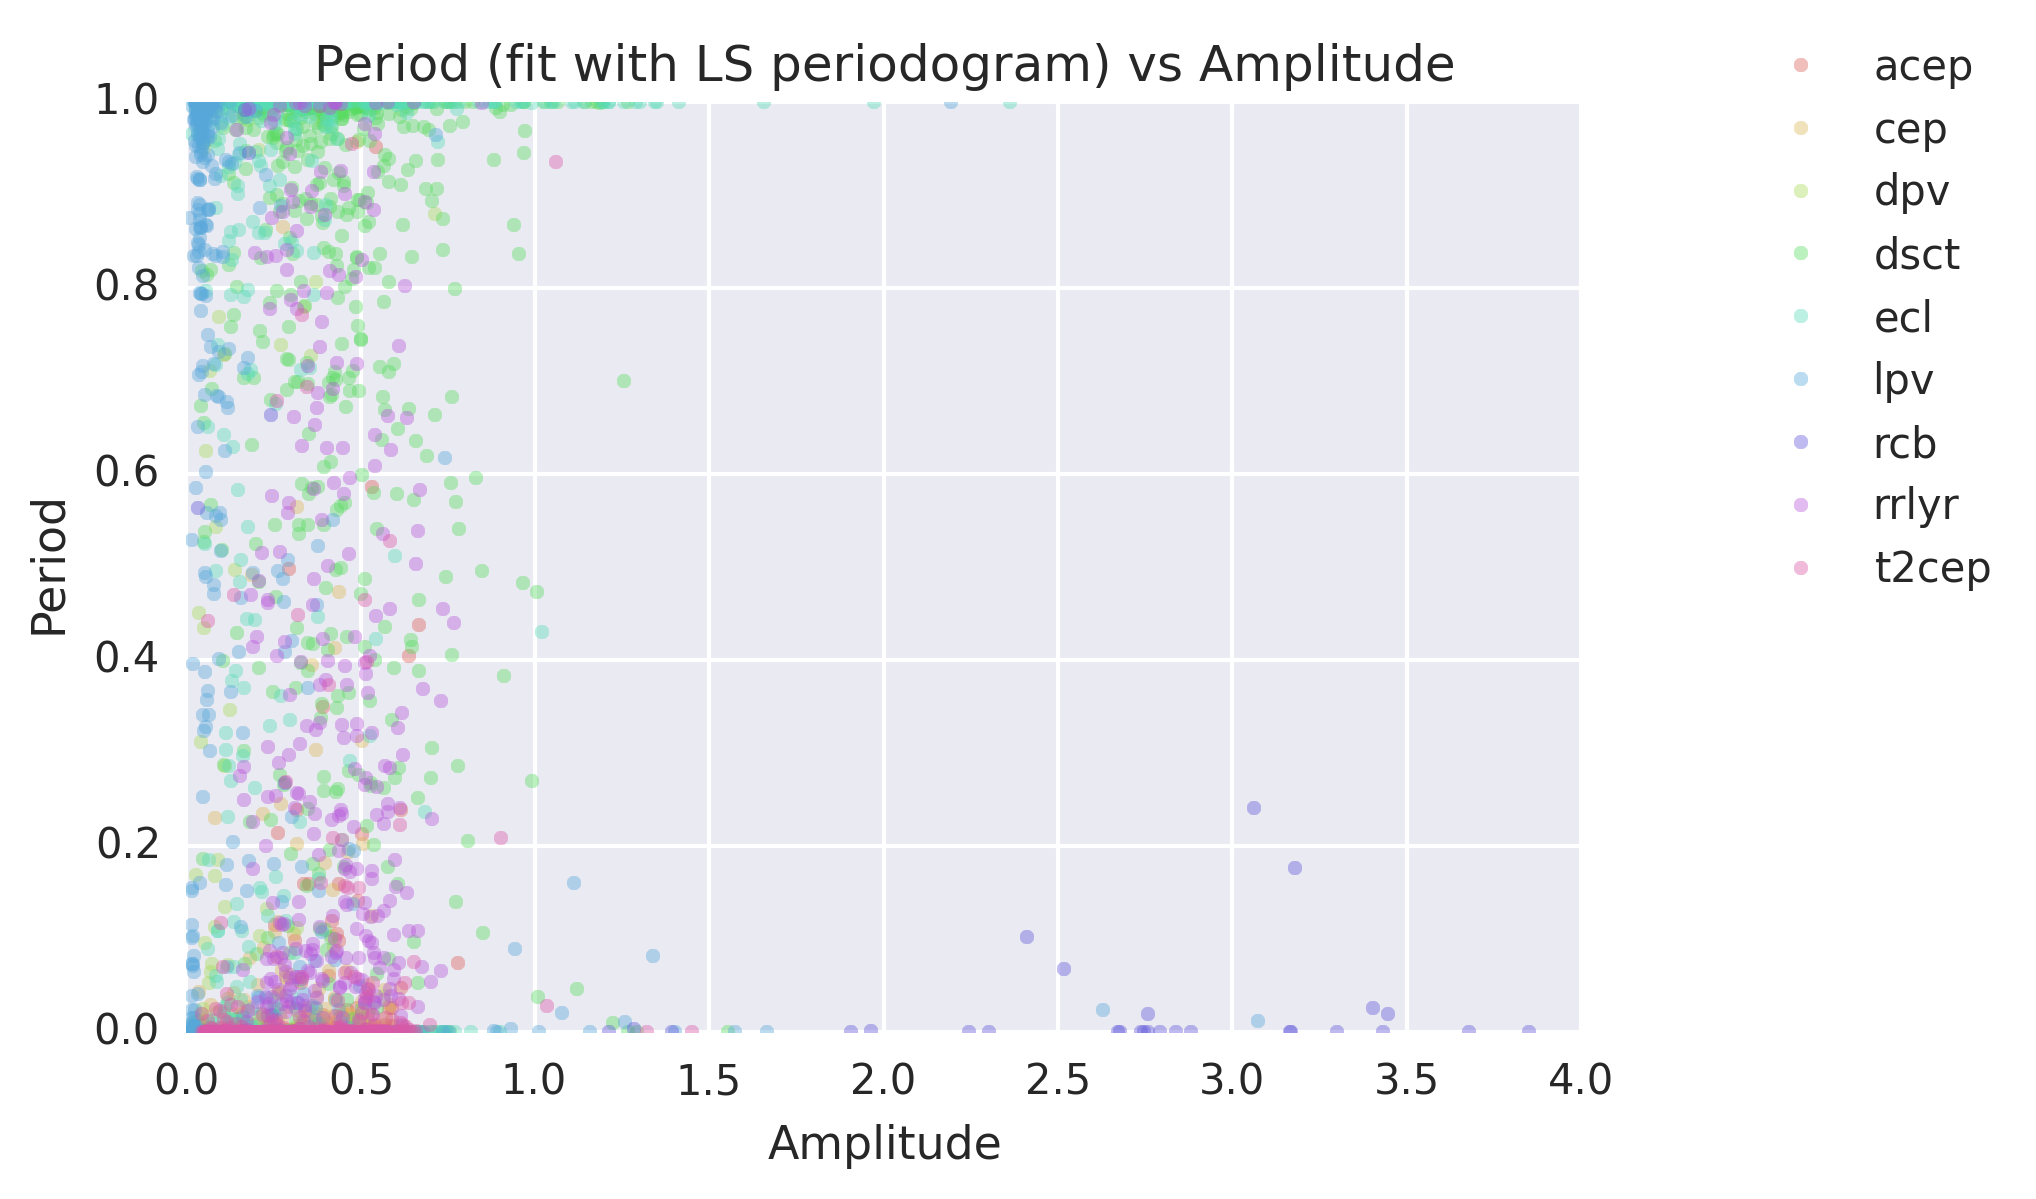 Period (fit with LS periodogram) vs Amplitude
1.0
0.8
0.6
0.4
0.2
0.0
Period
0.0 0.5 1.0 1.5 2.0 2.5 3.0 3.5 4.0
Amplitude
acep
cep
dpv
dsct
ecl
lpv
rcb
rrlyr
t2cep